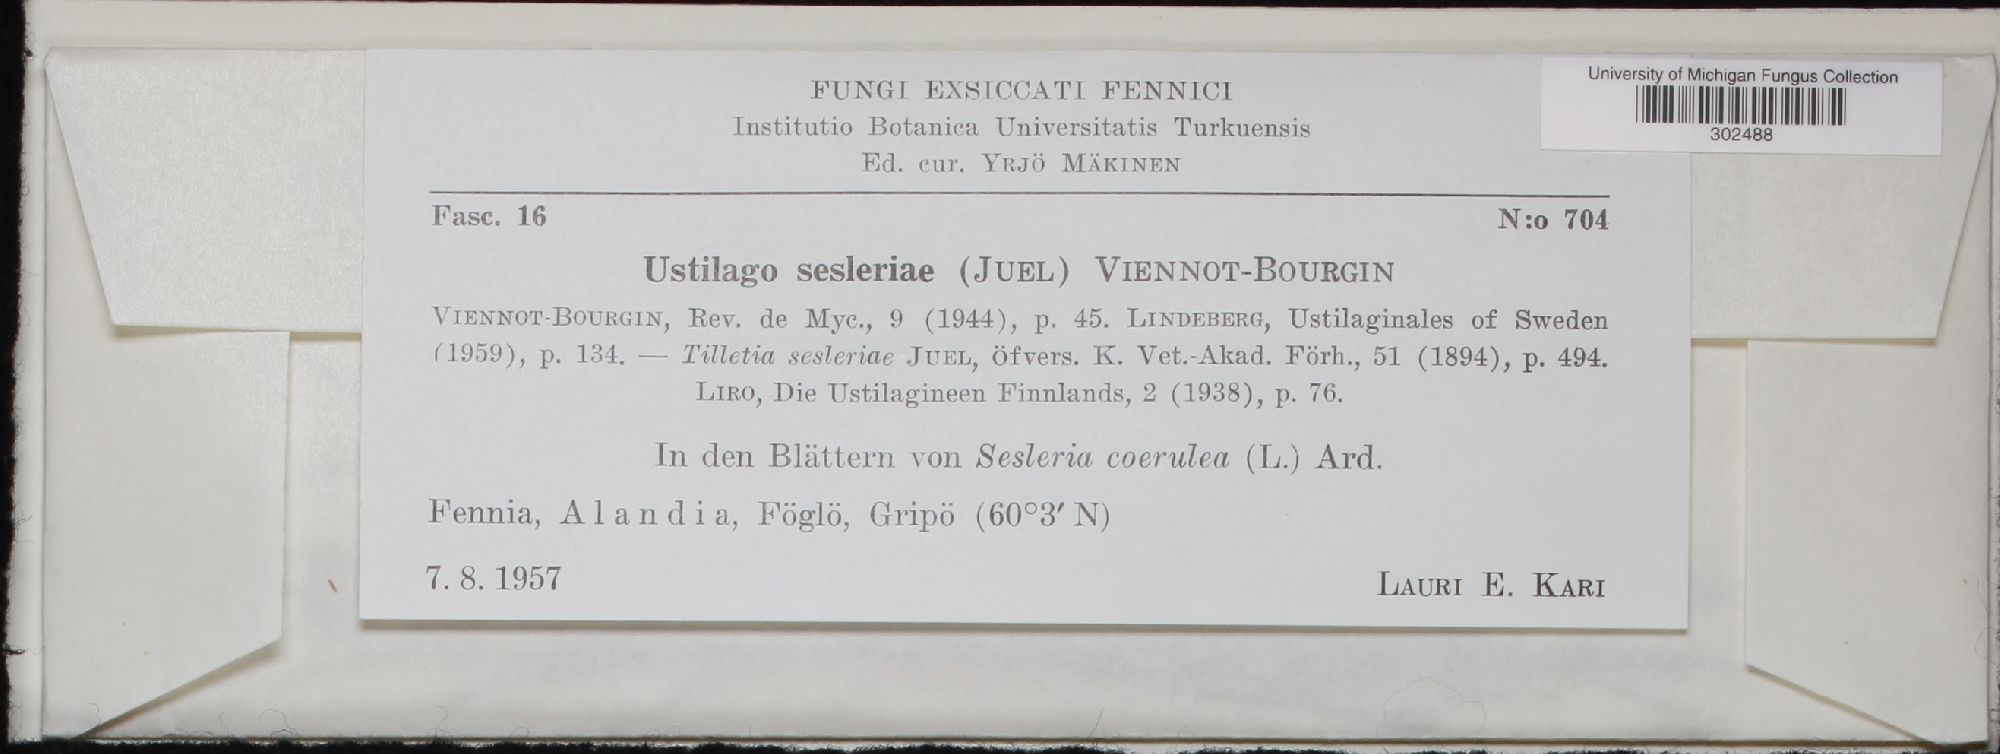 University of Michigan Fungus Collection
302488
FUNGI EXSICCATI FENNICI
Institutio Botanica Universitatis Turkuensis
Ed. cur. YRJÖ MÄKINEN
Fasc. 16 N:o 704
Ustilago sesleriae (JUEL) VIENNOT-BOURGIN
VIENNOT-BOURGIN, Rev. de Myc., 9 (1944), p. 45. LINDEBERG, Ustilaginales of Sweden
(1959), p. 134. — Tilletia sesleriae JUEL, Öfvers. K. Vet.-Akad. Förh., 51 (1894), p. 494.
LIRO, Die Ustilagineen Finnlands, 2 (1938), p. 76.
In den Blättern von Sesleria coerulea (L.) Ard.
Fennia, Alandia, Föglö, Gripö (60°3′ N)
7. 8. 1957 LAURI E. KARI